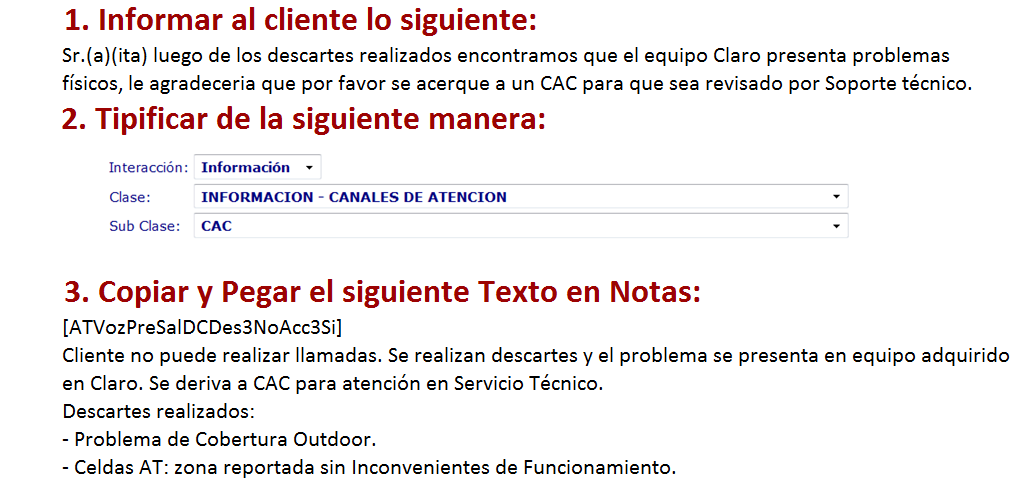 1. Informar al cliente lo siguiente:
Sr.(a)(ita) luego de los descartes realizados encontramos que el equipo Claro presenta problemas
físicos, le agradeceria que por favor se acerque a un CAC para que sea revisado por Soporte técnico.
2. Tipificar de la siguiente manera:
Interacción: Información
Clase: INFORMACION - CANALES DE ATENCION
Sub Clase: CAC
3. Copiar y Pegar el siguiente Texto en Notas:
[ATVozPreSalDCDes3NoAcc3Si]
Cliente no puede realizar llamadas. Se realizan descartes y el problema se presenta en equipo adquirido
en Claro. Se deriva a CAC para atención en Servicio Técnico.
Descartes realizados:
- Problema de Cobertura Outdoor.
- Celdas AT: zona reportada sin Inconvenientes de Funcionamiento.